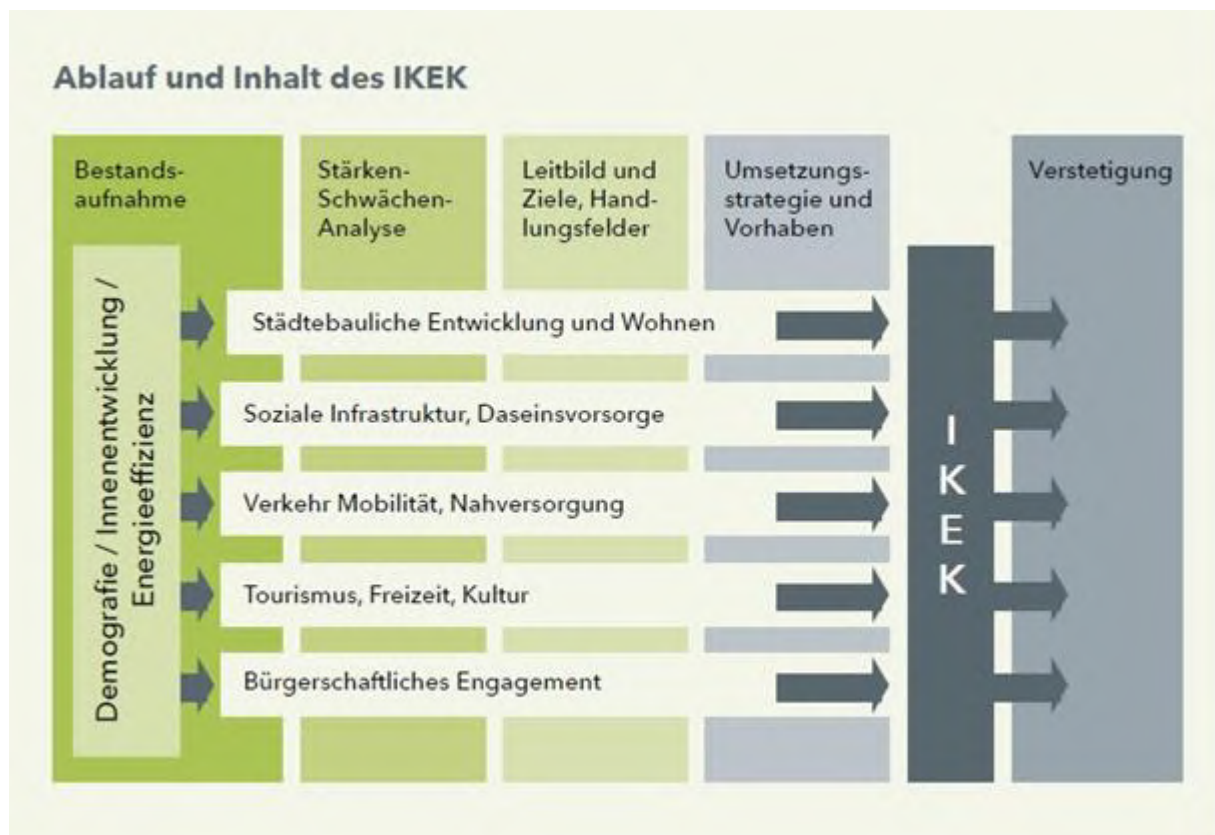 Ablauf und Inhalt des IKEK
Bestands-
aufnahme
Stärken-
Schwächen-
Analyse
Leitbild und
Ziele, Hand-
lungsfelder
Umsetzungs-
strategie und
Vorhaben
Verstetigung
Demografie / Innenentwicklung /
Energieeffizienz
Städtebauliche Entwicklung und Wohnen
Soziale Infrastruktur, Daseinsvorsorge
Verkehr Mobilität, Nahversorgung
Tourismus, Freizeit, Kultur
Bürgerschaftliches Engagement
I
K
E
K